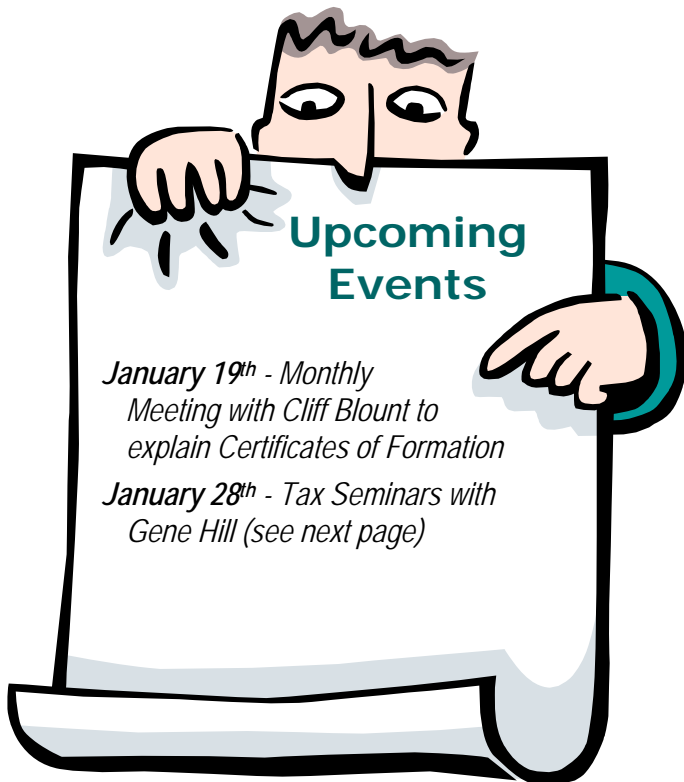 Upcoming
Events
January 19th - Monthly
Meeting with Cliff Blount to
explain Certificates of Formation
January 28th - Tax Seminars with
Gene Hill (see next page)